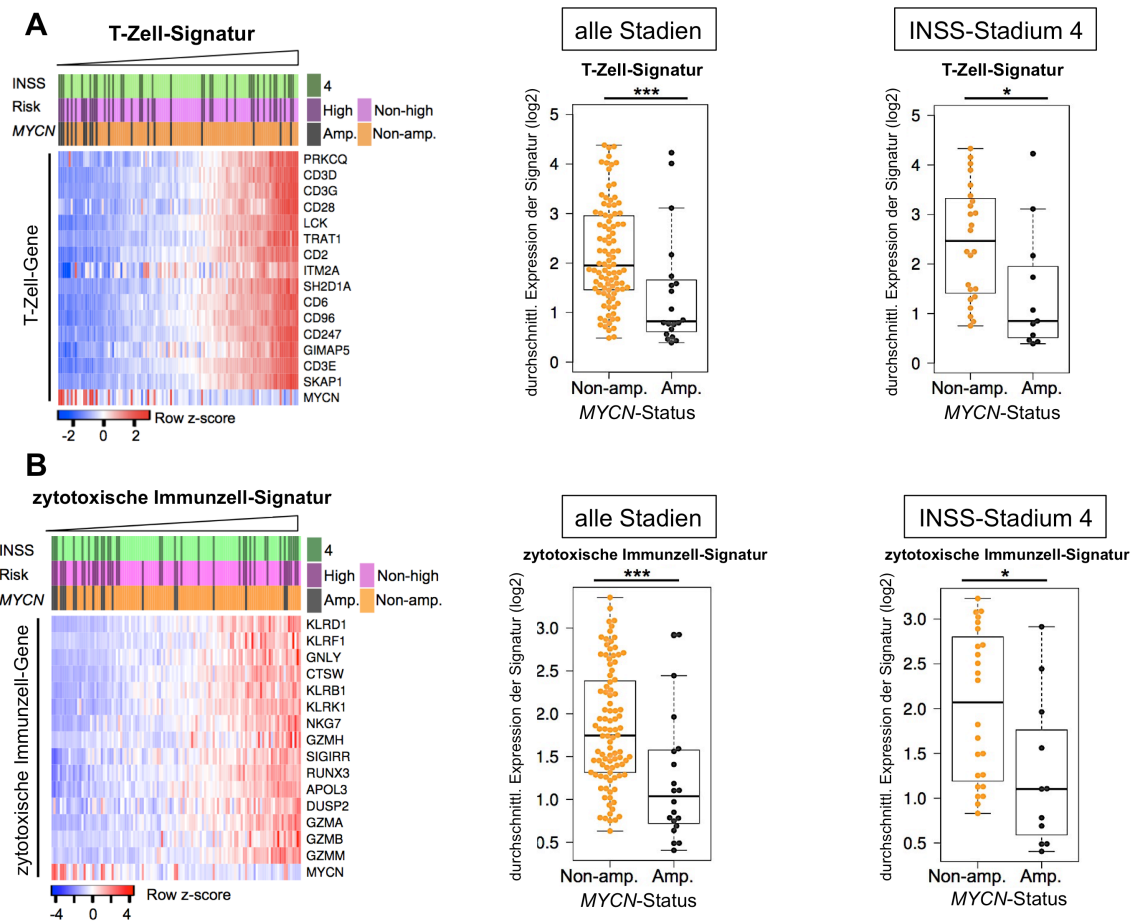 A
T-Zell-Signatur
INSS
4
Risk
High
Non-high
MYCN
Amp.
Non-amp.
T-Zell-Gene
PRKCQ
CD3D
CD3G
CD28
LCK
TRAT1
CD2
ITM2A
SH2D1A
CD6
CD96
CD247
GIMAP5
CD3E
SKAP1
MYCN
-2 0 2
Row z-score
alle Stadien
T-Zell-Signatur
***
durchschnittl. Expression der Signatur (log2)
5
4
3
2
1
0
Non-amp. Amp.
MYCN-Status
INSS-Stadium 4
T-Zell-Signatur
*
durchschnittl. Expression der Signatur (log2)
5
4
3
2
1
0
Non-amp. Amp.
MYCN-Status
B
zytotoxische Immunzell-Signatur
INSS
4
Risk
High
Non-high
MYCN
Amp.
Non-amp.
zytotoxische Immunzell-Gene
KLRD1
KLRF1
GNLY
CTSW
KLRB1
KLRK1
NKG7
GZMH
SIGIRR
RUNX3
APOL3
DUSP2
GZMA
GZMB
GZMM
MYCN
-4 0 4
Row z-score
alle Stadien
zytotoxische Immunzell-Signatur
***
durchschnittl. Expression der Signatur (log2)
3.0
2.5
2.0
1.5
1.0
0.5
Non-amp. Amp.
MYCN-Status
INSS-Stadium 4
zytotoxische Immunzell-Signatur
*
durchschnittl. Expression der Signatur (log2)
3.0
2.5
2.0
1.5
1.0
0.5
Non-amp. Amp.
MYCN-Status